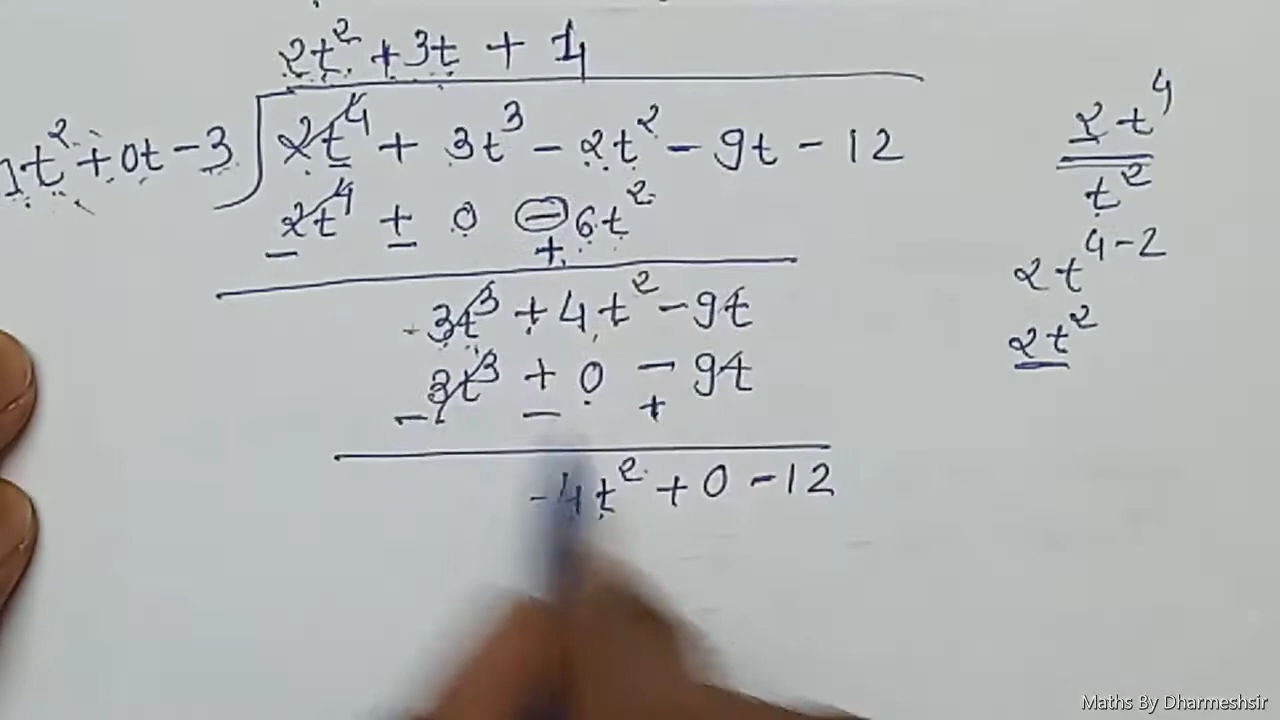 2t² + 3t + 4
1t² + 0t - 3 ) 2t⁴ + 3t³ - 2t² - 9t - 12
2t⁴ + 0 - 6t²
- - +
3t³ + 4t² - 9t
3t³ + 0 - 9t
- - +
4t² + 0 - 12
2t⁴
t²
2t⁴⁻²
2t²
Maths By Dharmeshsir